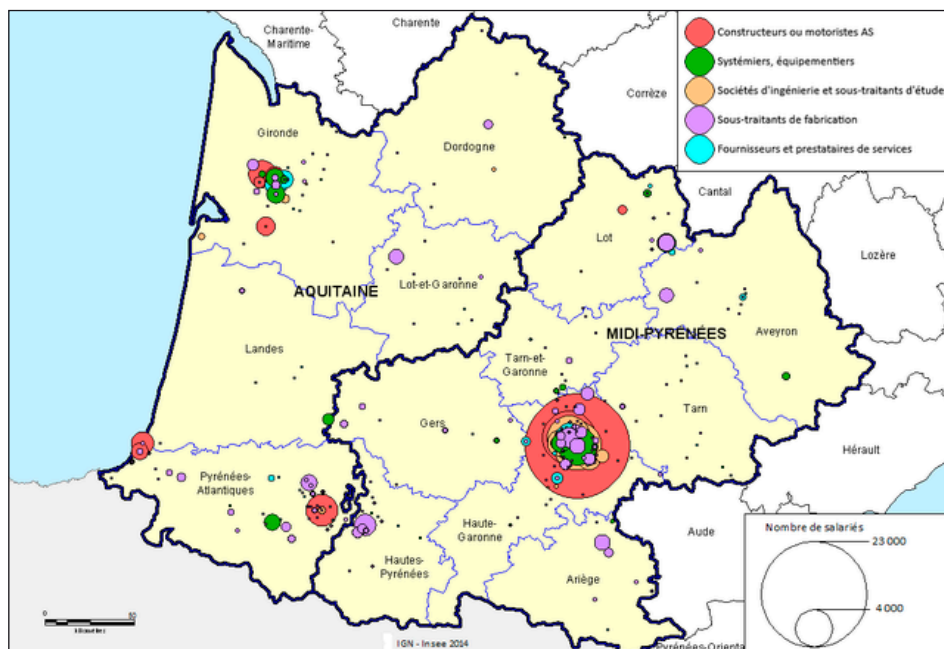 Charente-
Maritime
Charente
Corrèze
Constructeurs ou motoristes AS
Systémiers, équipementiers
Sociétés d'ingénierie et sous-traitants d'étude
Sous-traitants de fabrication
Fournisseurs et prestataires de services
Gironde
Dordogne
Cantal
Lot
Lozère
AQUITAINE
Lot-et-Garonne
MIDI-PYRÉNÉES
Aveyron
Landes
Tarn-et-
Garonne
Gers
Tarn
Hérault
Pyrénées-
Atlantiques
Haute-
Garonne
Aude
Hautes-
Pyrénées
Ariège
Nombre de salariés
23 000
4 000
0
50
IGN - Insee 2014
Pyrénées-Orienta